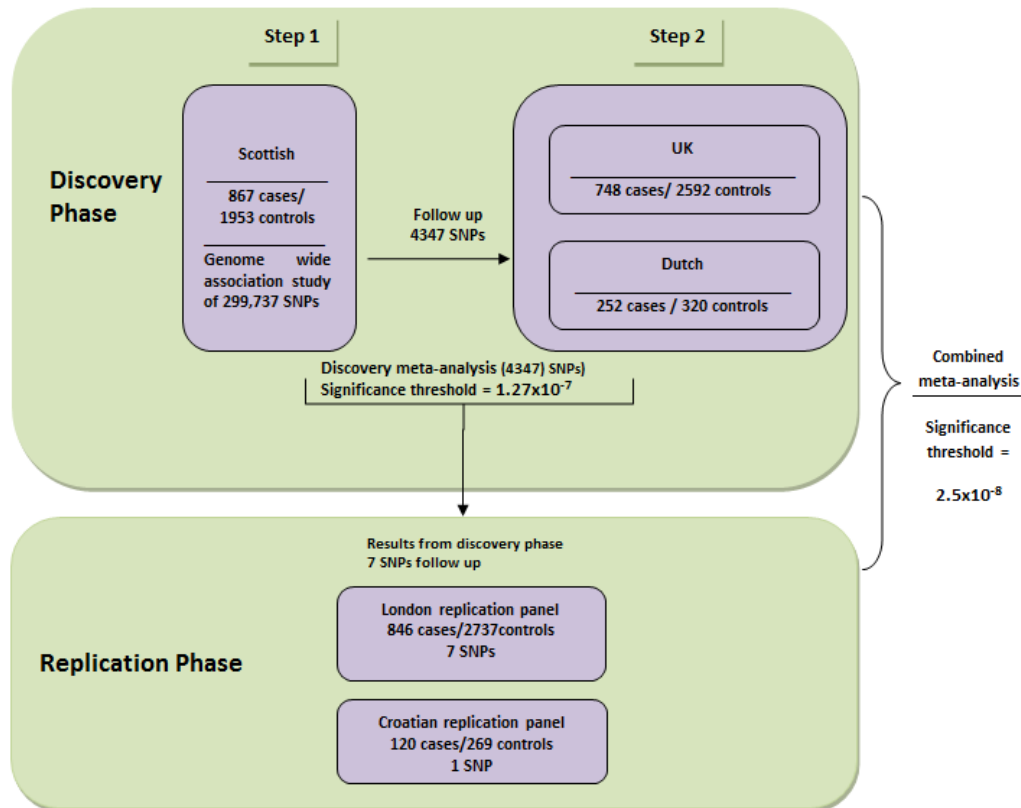 Step 1
Step 2
Discovery
Phase
Scottish
867 cases/
1953 controls
Genome wide
association study
of 299,737 SNPs
Follow up
4347 SNPs
UK
748 cases/ 2592 controls
Dutch
252 cases / 320 controls
Discovery meta-analysis (4347) SNPs)
Significance threshold = 1.27x10⁻⁷
Combined
meta-analysis
Significance
threshold =
2.5x10⁻⁸
Results from discovery phase
7 SNPs follow up
Replication Phase
London replication panel
846 cases/2737controls
7 SNPs
Croatian replication panel
120 cases/269 controls
1 SNP